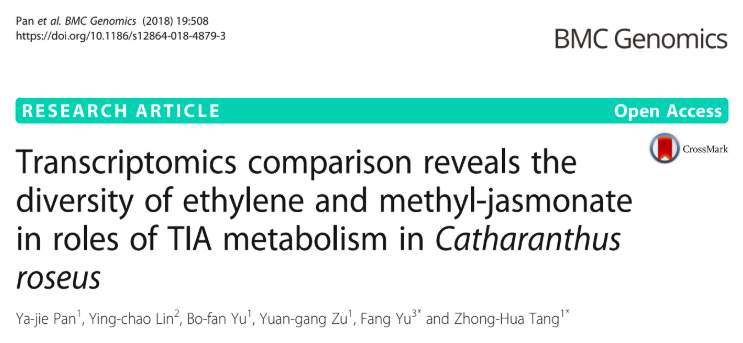 Pan et al. BMC Genomics (2018) 19:508
https://doi.org/10.1186/s12864-018-4879-3
BMC Genomics
RESEARCH ARTICLE Open Access
CrossMark
Transcriptomics comparison reveals the
diversity of ethylene and methyl-jasmonate
in roles of TIA metabolism in Catharanthus
roseus
Ya-jie Pan1, Ying-chao Lin2, Bo-fan Yu1, Yuan-gang Zu1, Fang Yu3* and Zhong-Hua Tang1*